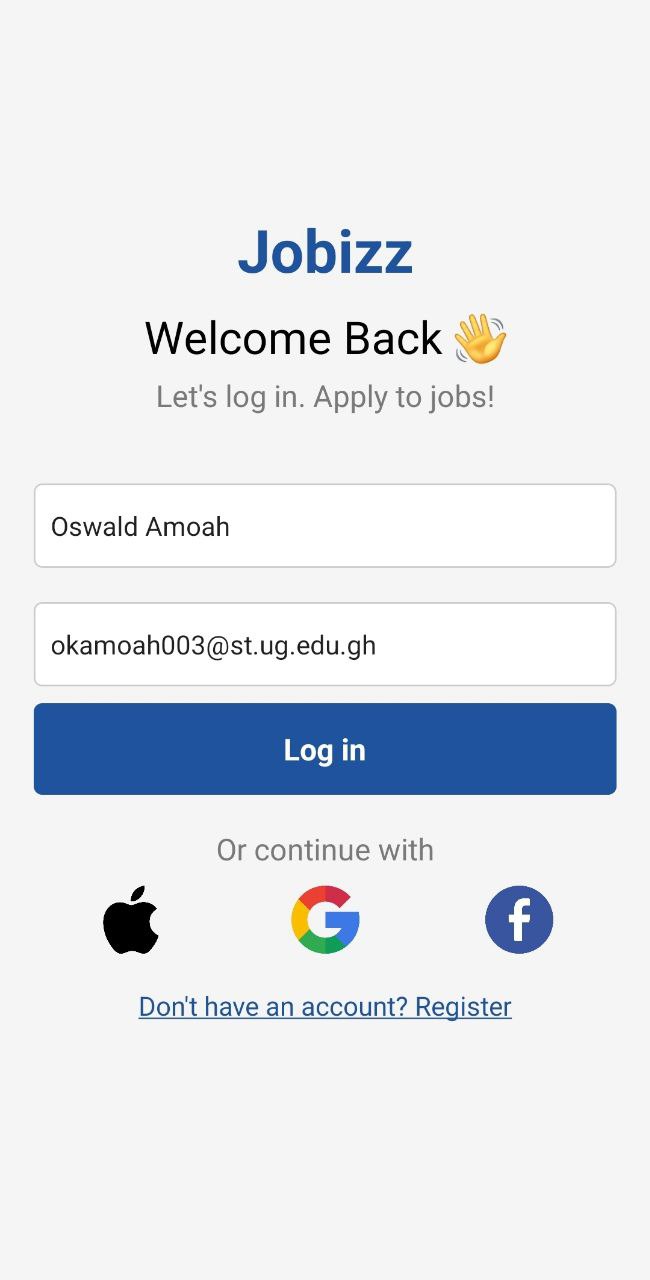 Jobizz
Welcome Back 👋
Let's log in. Apply to jobs!
Oswald Amoah
okamoah003@st.ug.edu.gh
Log in
Or continue with
Don't have an account? Register